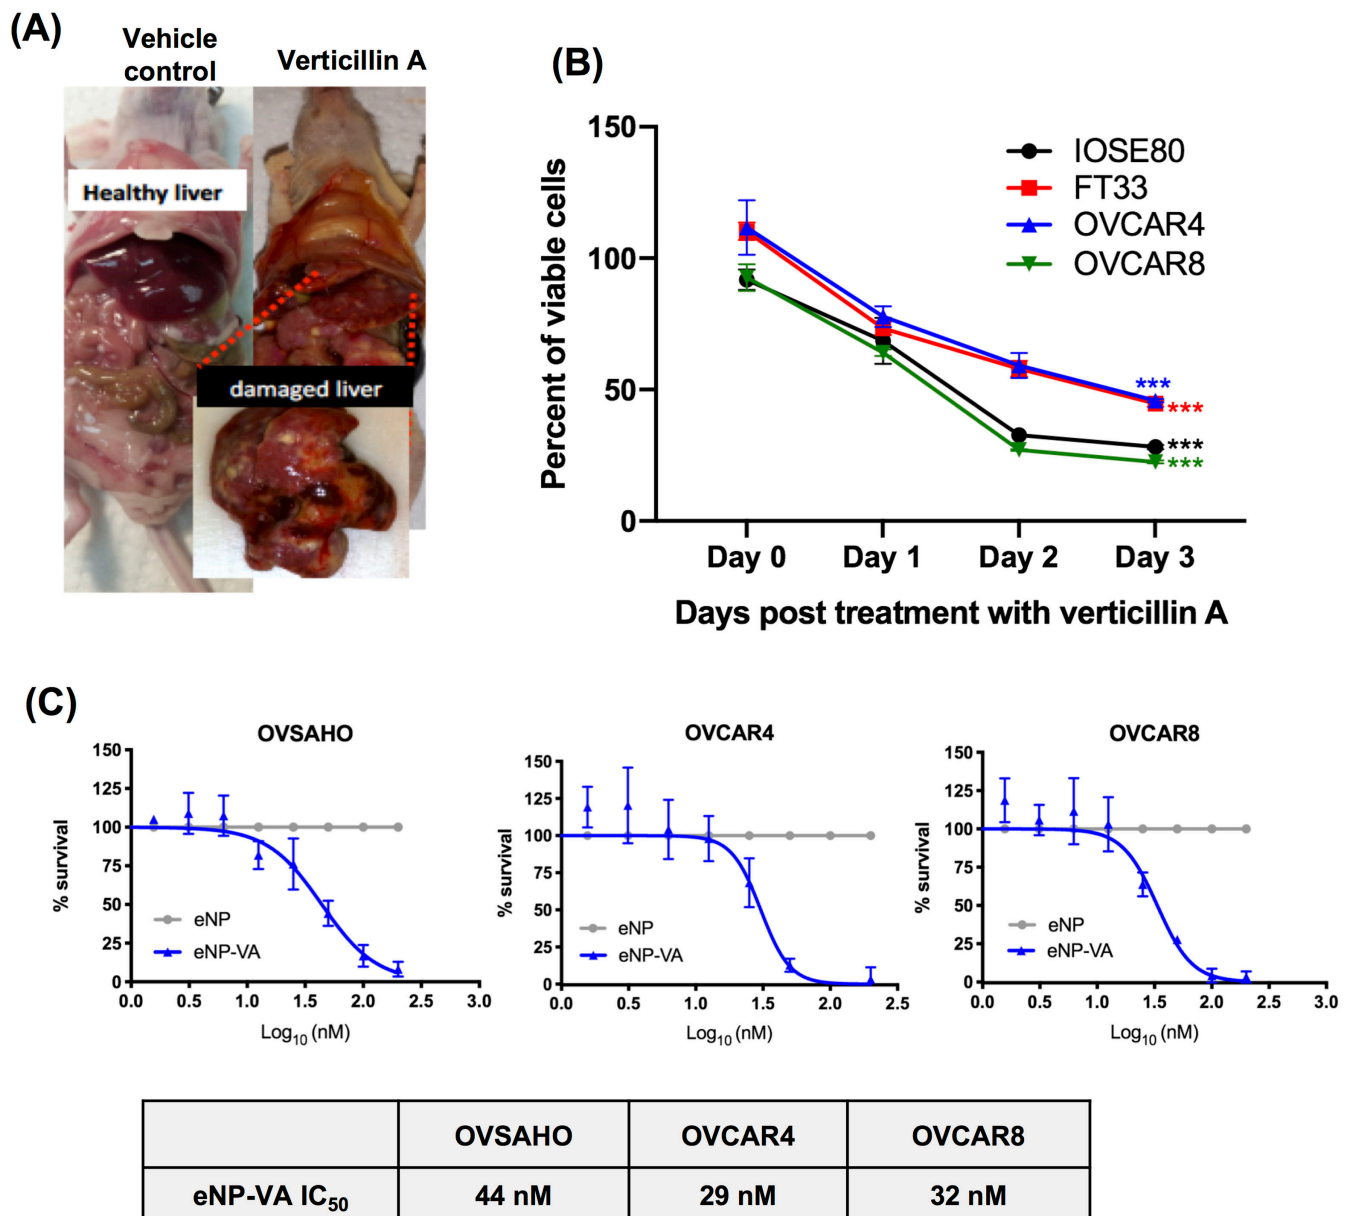 (A)
Vehicle
control
Verticillin A
Healthy liver
damaged liver
(B)
150
100
50
0
Percent of viable cells
IOSE80
FT33
OVCAR4
OVCAR8
***
***
***
***
Day 0 Day 1 Day 2 Day 3
Days post treatment with verticillin A
(C)
OVSAHO
150
125
100
75
50
25
0
% survival
eNP
eNP-VA
0.0 0.5 1.0 1.5 2.0 2.5 3.0
Log10 (nM)
OVCAR4
150
125
100
75
50
25
0
% survival
eNP
eNP-VA
0.0 0.5 1.0 1.5 2.0 2.5
Log10 (nM)
OVCAR8
150
125
100
75
50
25
0
% survival
eNP
eNP-VA
0.0 0.5 1.0 1.5 2.0 2.5 3.0
Log10 (nM)
OVSAHO OVCAR4 OVCAR8
eNP-VA IC50 44 nM 29 nM 32 nM